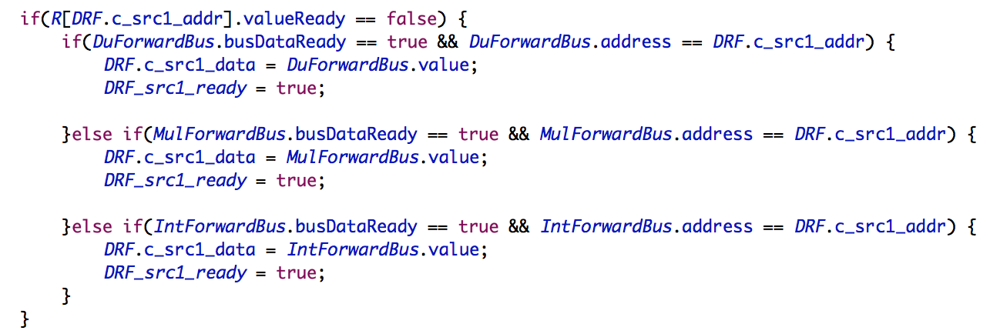 if(R[DRF.c_src1_addr].valueReady == false) {
    if(DuForwardBus.busDataReady == true && DuForwardBus.address == DRF.c_src1_addr) {
        DRF.c_src1_data = DuForwardBus.value;
        DRF_src1_ready = true;

    }else if(MulForwardBus.busDataReady == true && MulForwardBus.address == DRF.c_src1_addr) {
        DRF.c_src1_data = MulForwardBus.value;
        DRF_src1_ready = true;

    }else if(IntForwardBus.busDataReady == true && IntForwardBus.address == DRF.c_src1_addr) {
        DRF.c_src1_data = IntForwardBus.value;
        DRF_src1_ready = true;
    }
}